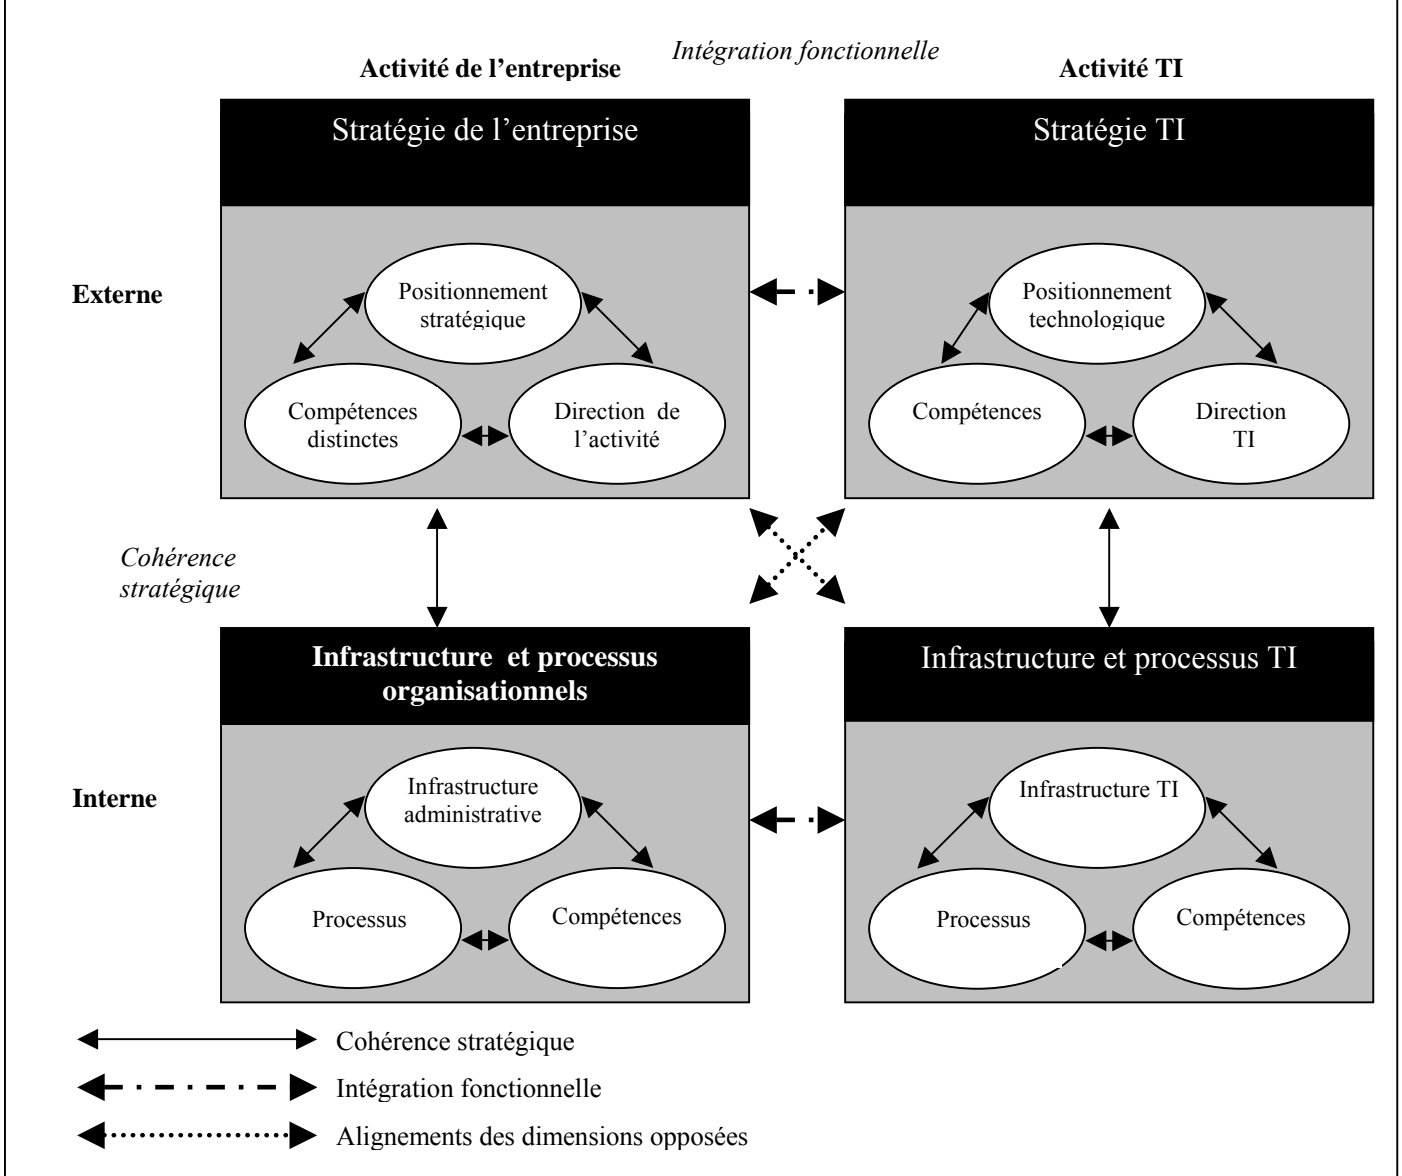 Intégration fonctionnelle
Activité de l’entreprise
Activité TI
Stratégie de l’entreprise
Stratégie TI
Externe
Positionnement
stratégique
Compétences
distinctes
Direction de
l’activité
Positionnement
technologique
Compétences
Direction
TI
Cohérence
stratégique
Infrastructure et processus
organisationnels
Infrastructure et processus TI
Interne
Infrastructure
administrative
Processus
Compétences
Infrastructure TI
Processus
Compétences
Cohérence stratégique
Intégration fonctionnelle
Alignements des dimensions opposées